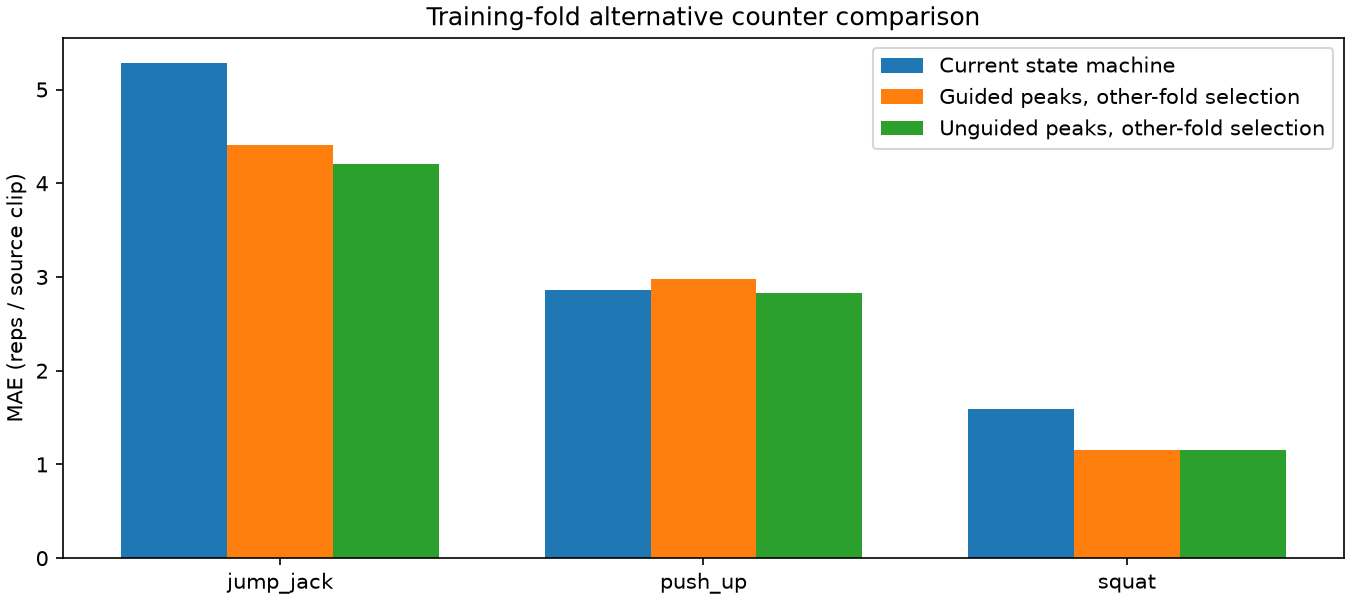 Training-fold alternative counter comparison
Current state machine
Guided peaks, other-fold selection
Unguided peaks, other-fold selection
MAE (reps / source clip)
5
4
3
2
1
0
jump_jack
push_up
squat